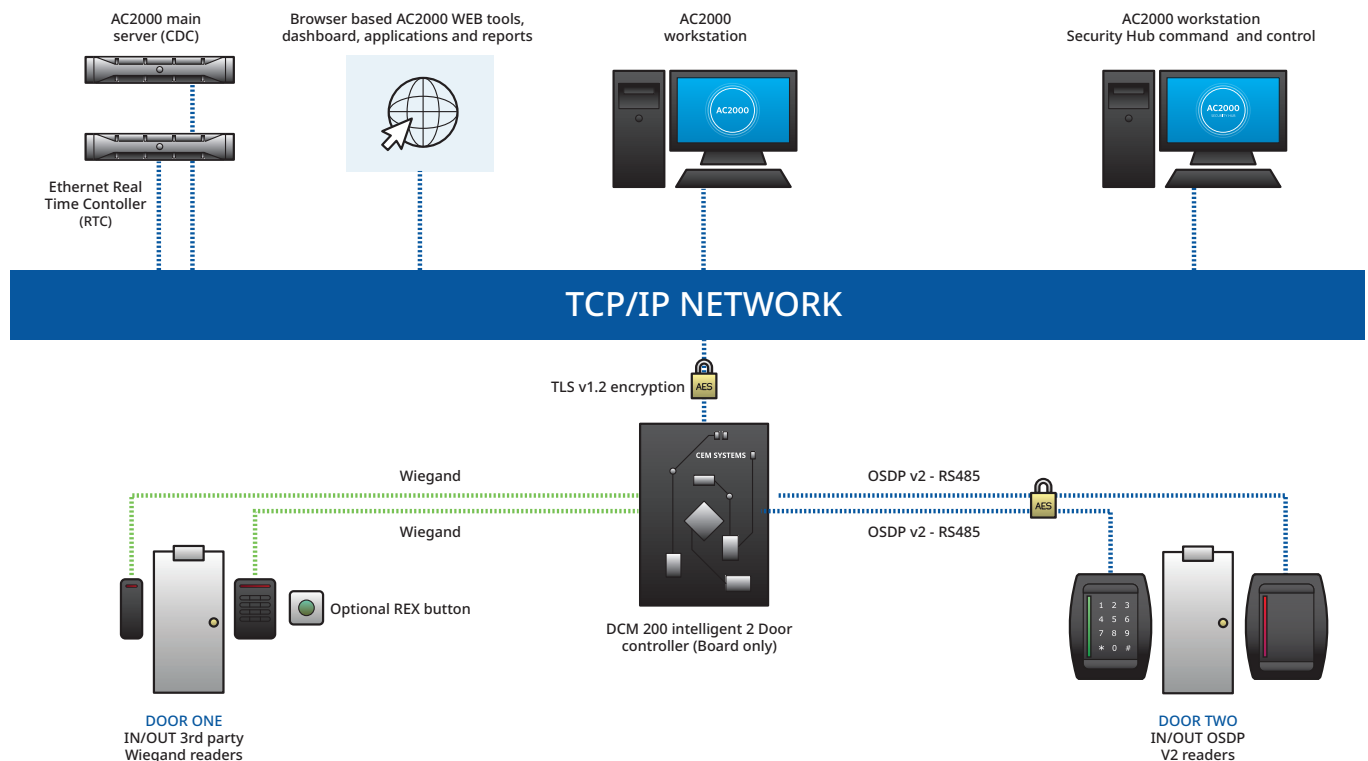 AC2000 main
server (CDC)
Browser based AC2000 WEB tools,
dashboard, applications and reports
AC2000
workstation
AC2000 workstation
Security Hub command and control
AC2000
AC2000
SECURITY HUB
Ethernet Real
Time Contoller
(RTC)
TCP/IP NETWORK
TLS v1.2 encryption
AES
CEM SYSTEMS
Wiegand
Wiegand
OSDP v2 - RS485
OSDP v2 - RS485
AES
Optional REX button
1 2 3
4 5 6
7 8 9
* 0 #
DCM 200 intelligent 2 Door
controller (Board only)
DOOR ONE
IN/OUT 3rd party
Wiegand readers
DOOR TWO
IN/OUT OSDP
V2 readers